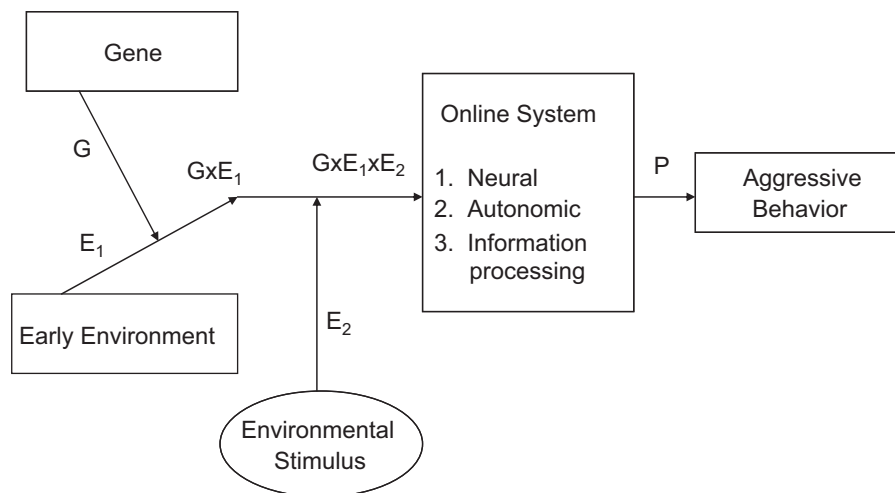 Gene
G
GxE₁
E₁
Early Environment
GxE₁xE₂
E₂
Environmental
Stimulus
Online System
1. Neural
2. Autonomic
3. Information
processing
P
Aggressive
Behavior